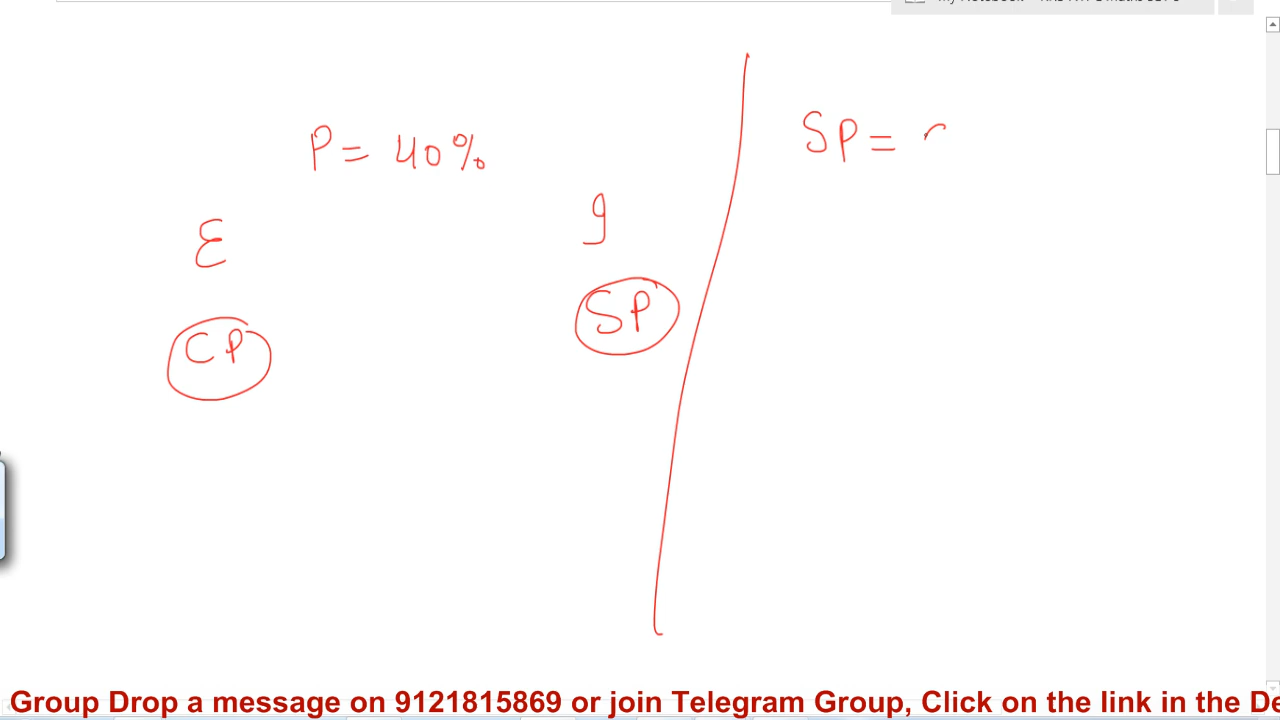 P = 40%
SP =
ε
g
SP
CP
Group Drop a message on 9121815869 or join Telegram Group, Click on the link in the De